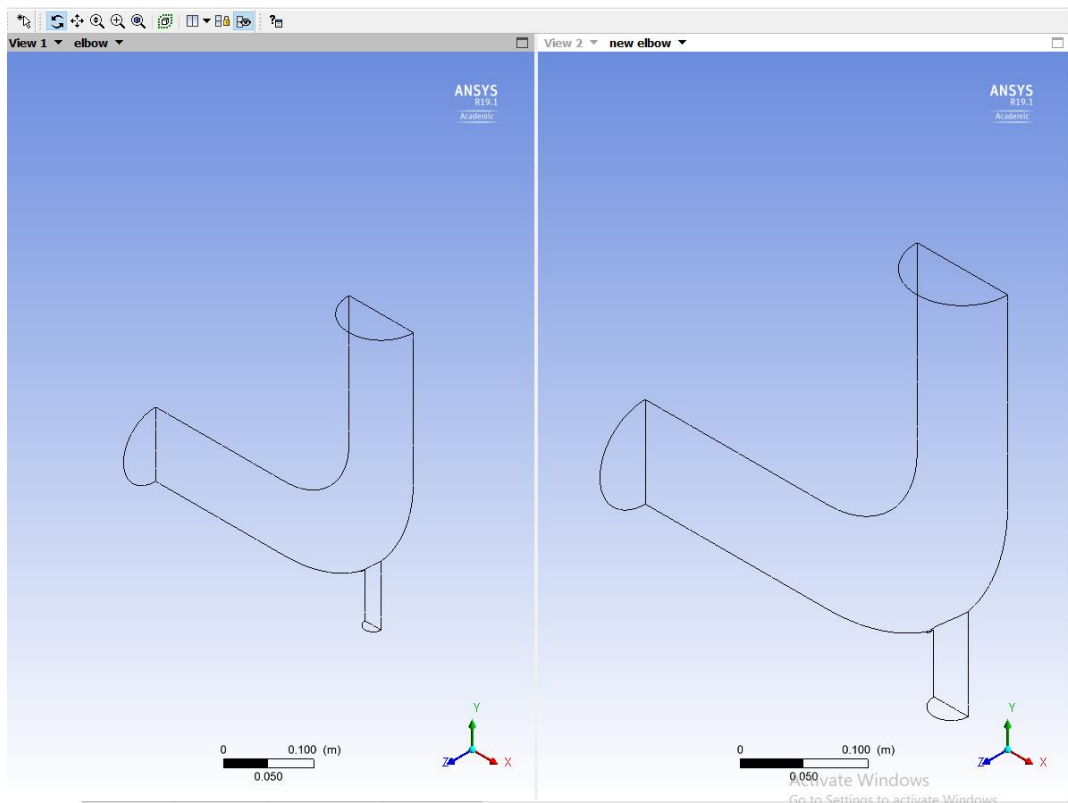 View 1 elbow
View 2 new elbow
ANSYS
R19.1
Academic
ANSYS
R19.1
Academic
Y
Z
X
0 0.100 (m)
0.050
Y
Z
X
0 0.100 (m)
0.050
Activate Windows
Go to Settings to activate Windows.